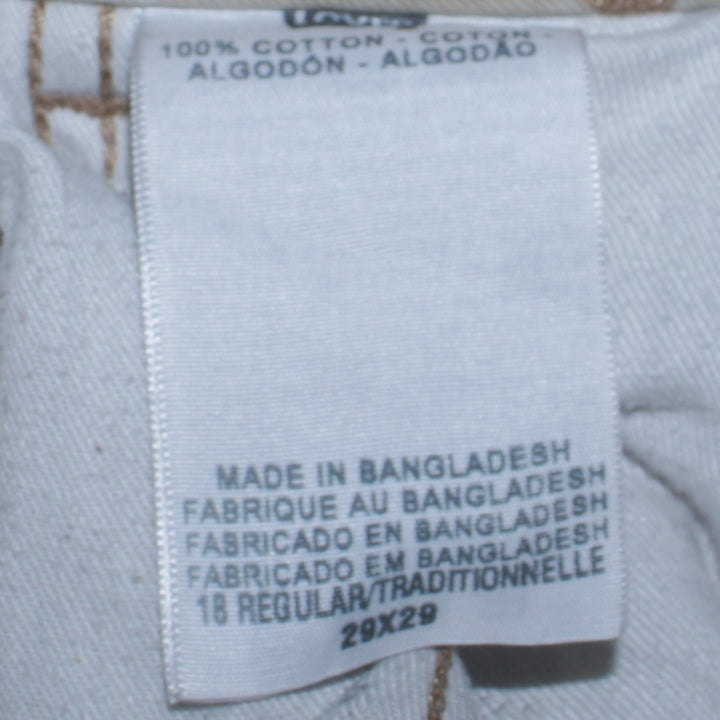 100% COTTON - COTON -
ALGODÓN - ALGODÃO
MADE IN BANGLADESH
FABRIQUE AU BANGLADESH
FABRICADO EN BANGLADESH
FABRICADO EM BANGLADESH
18 REGULAR/TRADITIONNELLE
29X29